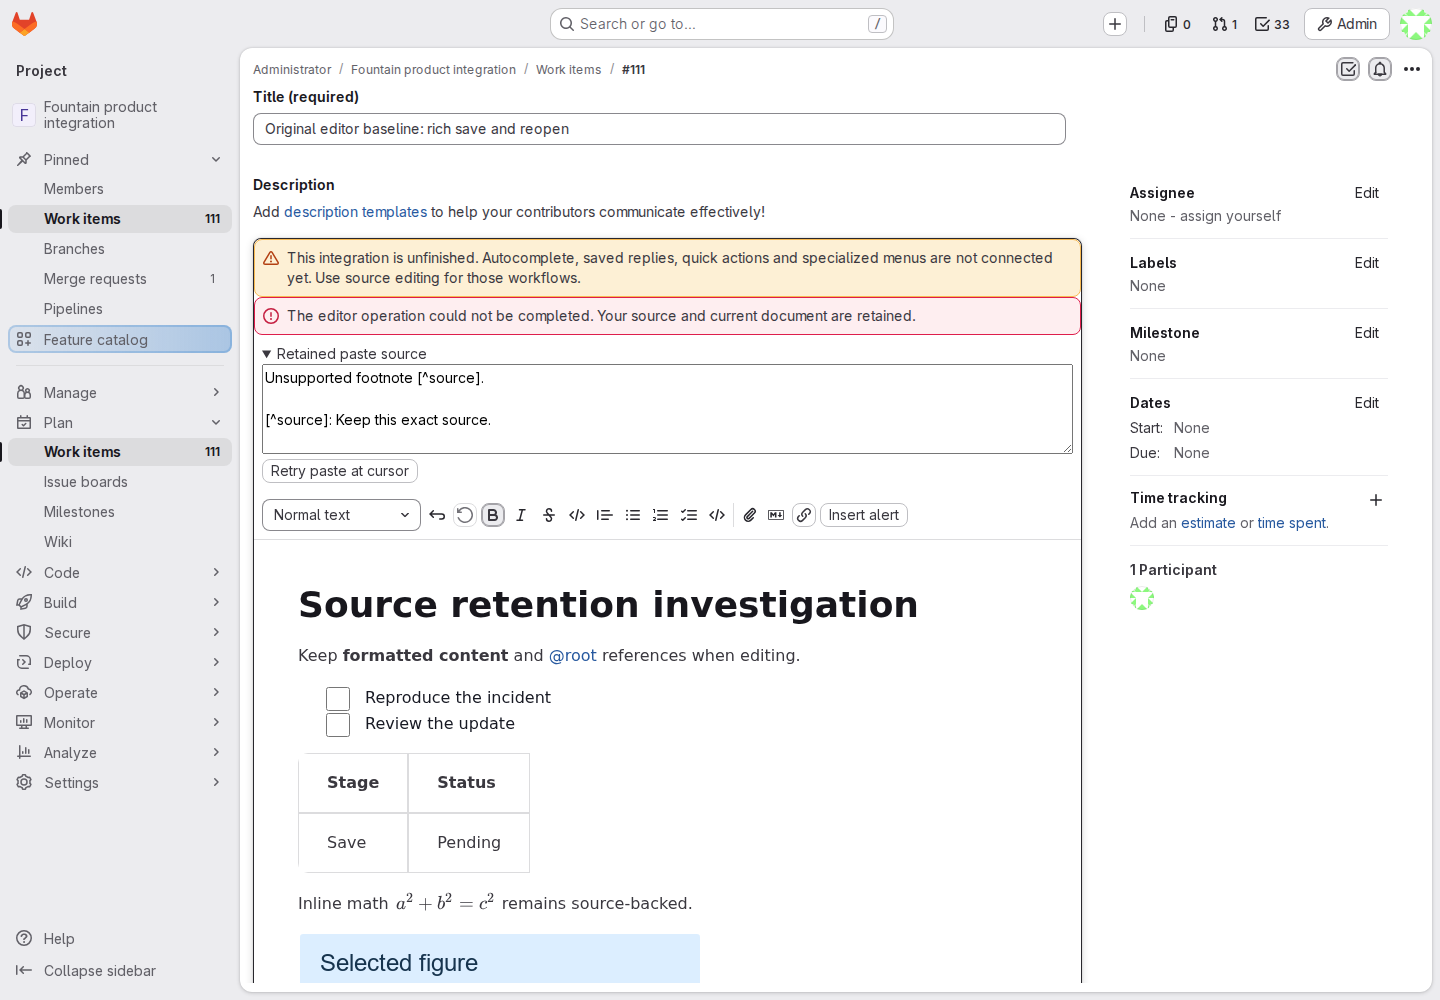 Search or go to...
/
0
1
33
Admin
Project
F
Fountain product
integration
Pinned
Members
Work items 111
Branches
Merge requests 1
Pipelines
Feature catalog
Manage
Plan
Work items 111
Issue boards
Milestones
Wiki
Code
Build
Secure
Deploy
Operate
Monitor
Analyze
Settings
Help
Collapse sidebar
Administrator / Fountain product integration / Work items / #111
Title (required)
Original editor baseline: rich save and reopen
Description
Add description templates to help your contributors communicate effectively!
This integration is unfinished. Autocomplete, saved replies, quick actions and specialized menus are not connected
yet. Use source editing for those workflows.
The editor operation could not be completed. Your source and current document are retained.
Retained paste source
Unsupported footnote [^source].
[^source]: Keep this exact source.
Retry paste at cursor
Normal text
Insert alert
Source retention investigation
Keep formatted content and @root references when editing.
Reproduce the incident
Review the update
Stage Status
Save Pending
Inline math a² + b² = c² remains source-backed.
Selected figure
Assignee Edit
None - assign yourself
Labels Edit
None
Milestone Edit
None
Dates Edit
Start: None
Due: None
Time tracking
Add an estimate or time spent.
1 Participant